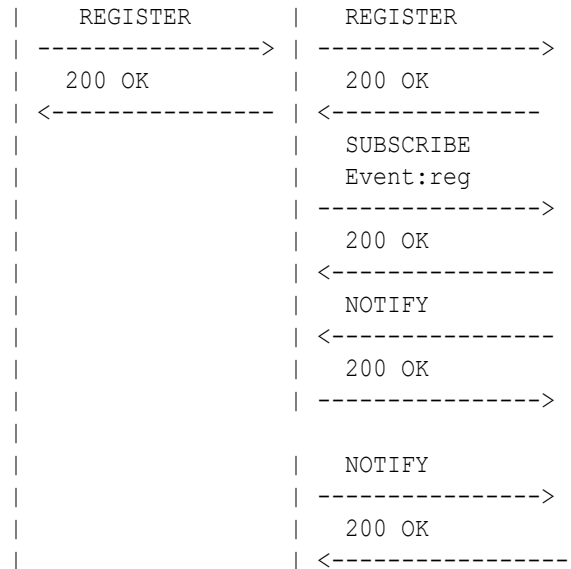 |    REGISTER     |   REGISTER
| ----------------> | ---------------->
|   200 OK          |   200 OK
| <---------------- | <---------------
|                   |   SUBSCRIBE
|                   |   Event:reg
|                   | ---------------->
|                   |   200 OK
|                   | <----------------
|                   |   NOTIFY
|                   | <----------------
|                   |   200 OK
|                   | ---------------->
|
|                   |   NOTIFY
|                   | ---------------->
|                   |   200 OK
|                   | <-----------------